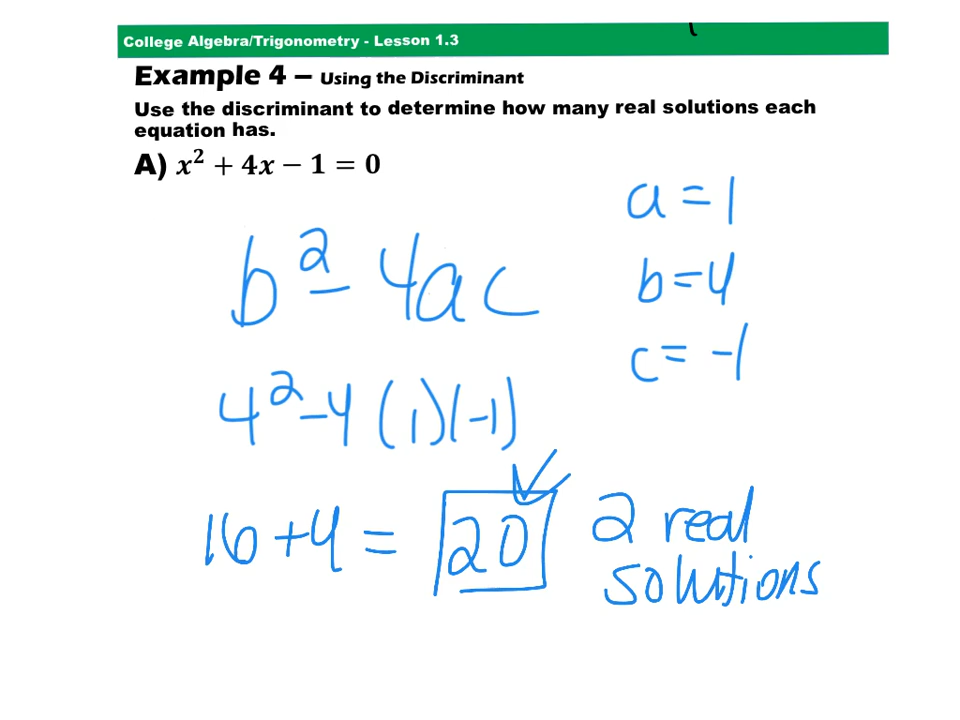 College Algebra/Trigonometry - Lesson 1.3
Example 4 – Using the Discriminant
Use the discriminant to determine how many real solutions each
equation has.
A) x² + 4x − 1 = 0
a = 1
b² - 4ac
b = 4
c = -1
4² - 4 (1)(-1)
16 + 4 = 20 2 real
solutions